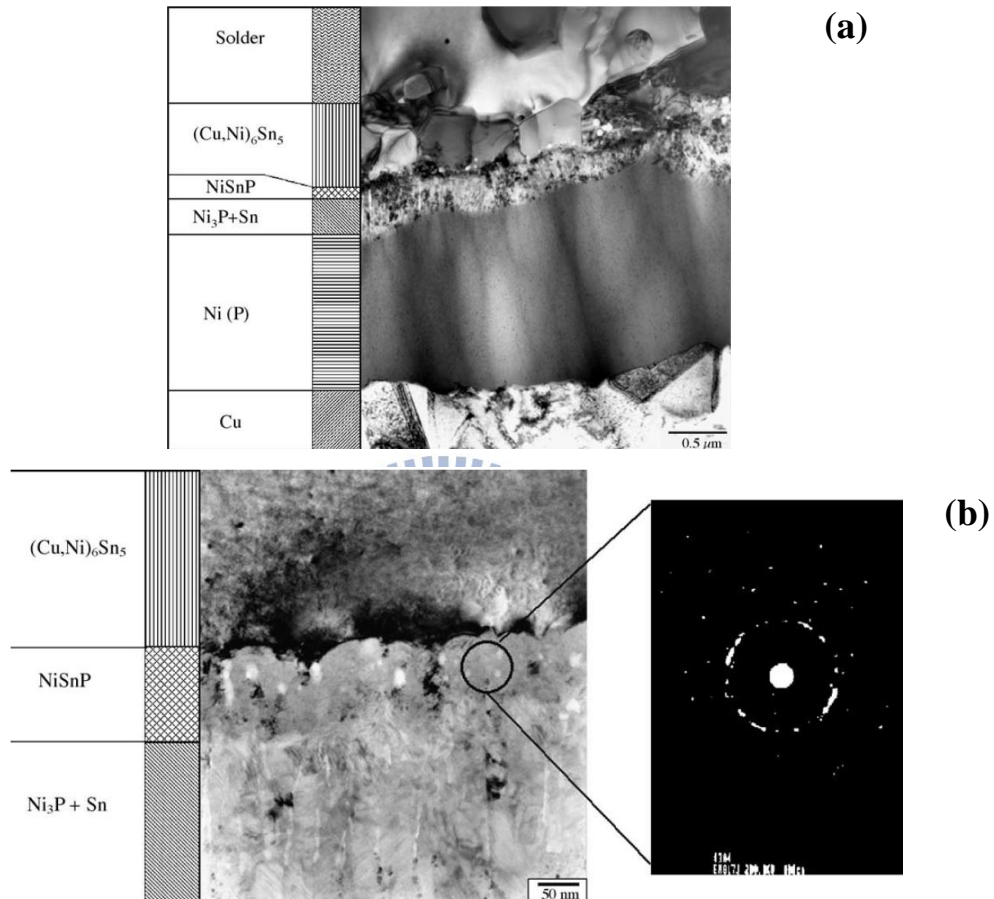 (a)
Solder
(Cu,Ni)₆Sn₅
NiSnP
Ni₃P+Sn
Ni (P)
Cu
0.5 μm
(b)
(Cu,Ni)₆Sn₅
NiSnP
Ni₃P + Sn
50 nm